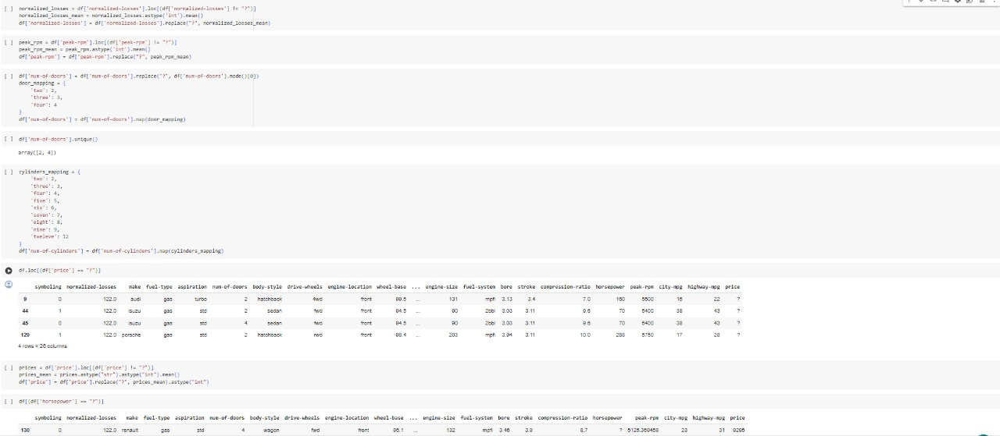 [ ] normalized_losses = df['normalized-losses'].loc[(df['normalized-losses'] != "?")]
normalized_losses_mean = normalized_losses.astype('int').mean()
df['normalized-losses'] = df['normalized-losses'].replace("?", normalized_losses_mean)
[ ] peak_rpm = df['peak-rpm'].loc[(df['peak-rpm'] != "?")]
peak_rpm_mean = peak_rpm.astype('int').mean()
df['peak-rpm'] = df['peak-rpm'].replace("?", peak_rpm_mean)
[ ] df['num-of-doors'] = df['num-of-doors'].replace("?", df['num-of-doors'].mode()[0])
door_mapping = {
'two': 2,
'three': 3,
'four': 4
}
df['num-of-doors'] = df['num-of-doors'].map(door_mapping)
[ ] df['num-of-doors'].unique()
array([2, 4])
[ ] cylinders_mapping = {
'two': 2,
'three': 3,
'four': 4,
'five': 5,
'six': 6,
'seven': 7,
'eight': 8,
'nine': 9,
'tweleve': 12
}
df['num-of-cylinders'] = df['num-of-cylinders'].map(cylinders_mapping)
df.loc[(df['price'] == "?")]
symboling normalized-losses make fuel-type aspiration num-of-doors body-style drive-wheels engine-location wheel-base ... engine-size fuel-system bore stroke compression-ratio horsepower peak-rpm city-mpg highway-mpg price
9 0 122.0 audi gas turbo 2 hatchback 4wd front 99.5 ... 131 mpfi 3.13 3.4 7.0 160 5500 16 22 ?
44 1 122.0 isuzu gas std 2 sedan fwd front 94.5 ... 90 2bbl 3.03 3.11 9.6 70 5400 38 43 ?
45 0 122.0 isuzu gas std 4 sedan fwd front 94.5 ... 90 2bbl 3.03 3.11 9.6 70 5400 38 43 ?
129 1 122.0 porsche gas std 2 hatchback rwd front 98.4 ... 203 mpfi 3.94 3.11 10.0 288 5750 17 28 ?
4 rows × 26 columns
[ ] prices = df['price'].loc[(df['price'] != "?")]
prices_mean = prices.astype("str").astype("int").mean()
df['price'] = df['price'].replace("?", prices_mean).astype("int")
[ ] df[(df['horsepower'] == "?")]
symboling normalized-losses make fuel-type aspiration num-of-doors body-style drive-wheels engine-location wheel-base ... engine-size fuel-system bore stroke compression-ratio horsepower peak-rpm city-mpg highway-mpg price
130 0 122.0 renault gas std 4 wagon fwd front 96.1 ... 132 mpfi 3.46 3.9 8.7 ? 5125.369458 23 31 9295